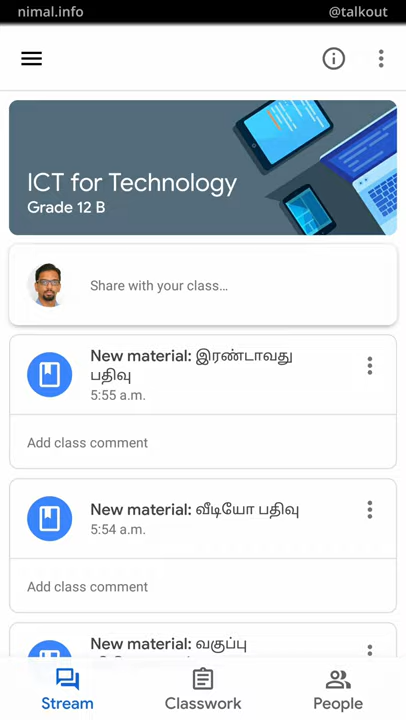 nimal.info
@talkout
ICT for Technology
Grade 12 B
Share with your class…
New material: இரண்டாவது
பதிவு
5:55 a.m.
Add class comment
New material: வீடியோ பதிவு
5:54 a.m.
Add class comment
New material: வகுப்பு
Stream
Classwork
People